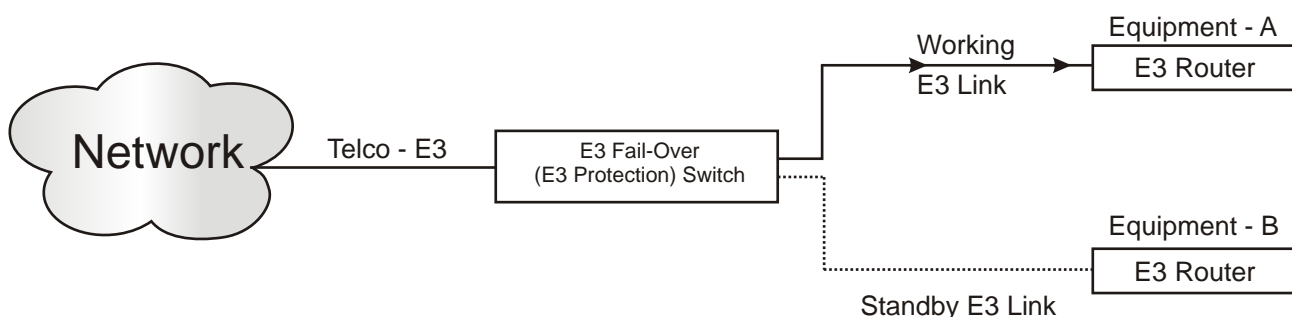 Network
Telco - E3
E3 Fail-Over
(E3 Protection) Switch
Working
E3 Link
Equipment - A
E3 Router
Equipment - B
E3 Router
Standby E3 Link